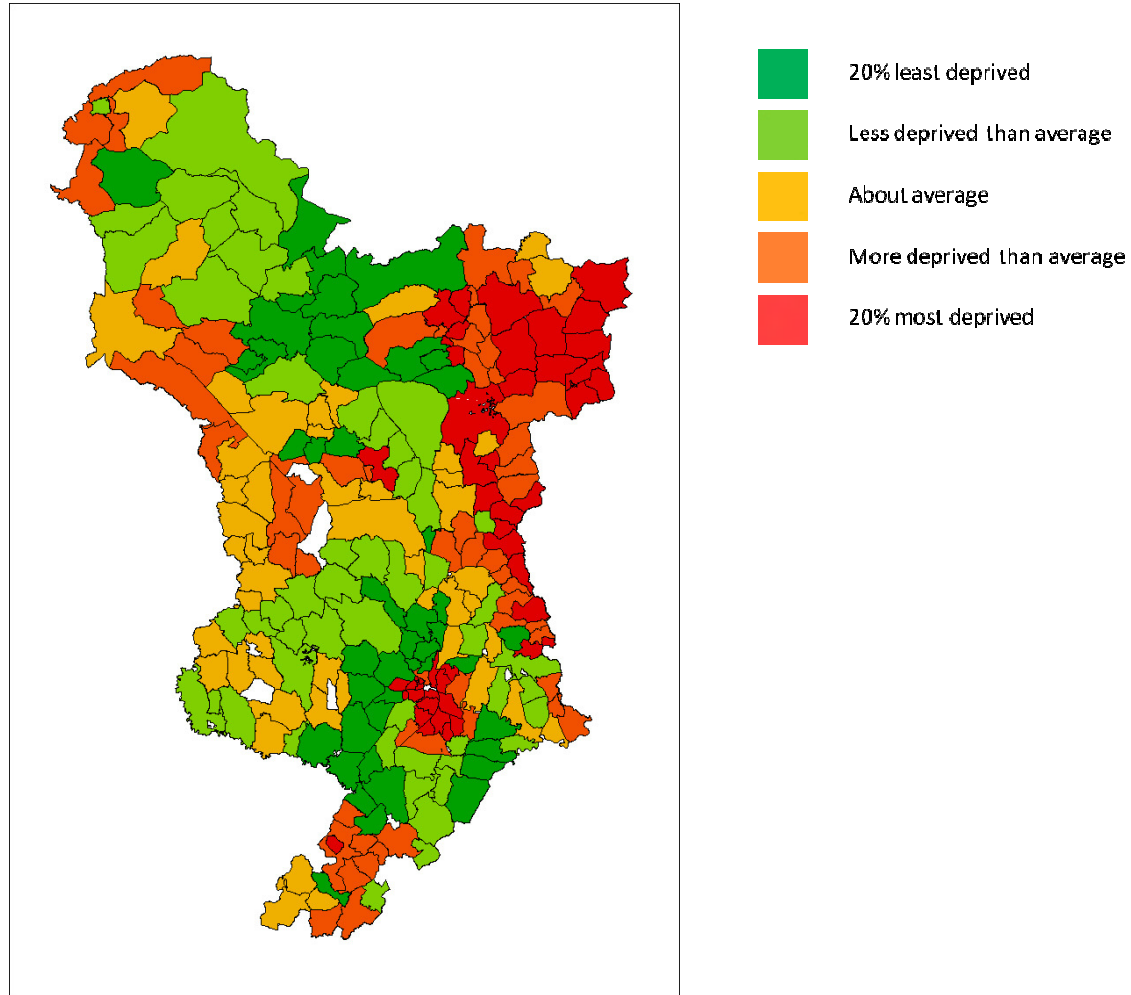 20% least deprived
Less deprived than average
About average
More deprived than average
20% most deprived